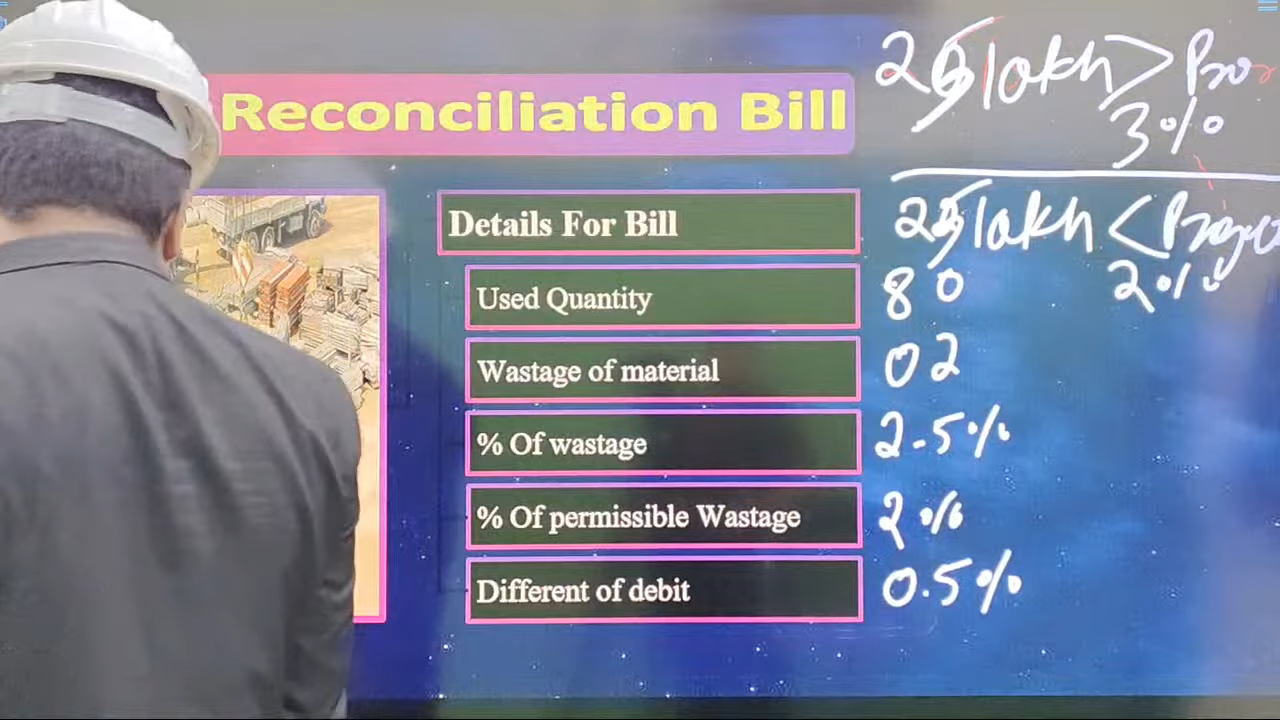 Reconciliation Bill
25 lakh > Pro
3%
Details For Bill
25 lakh <
2%
Used Quantity 80
Wastage of material 02
% Of wastage 2.5%
% Of permissible Wastage 2%
Different of debit 0.5%